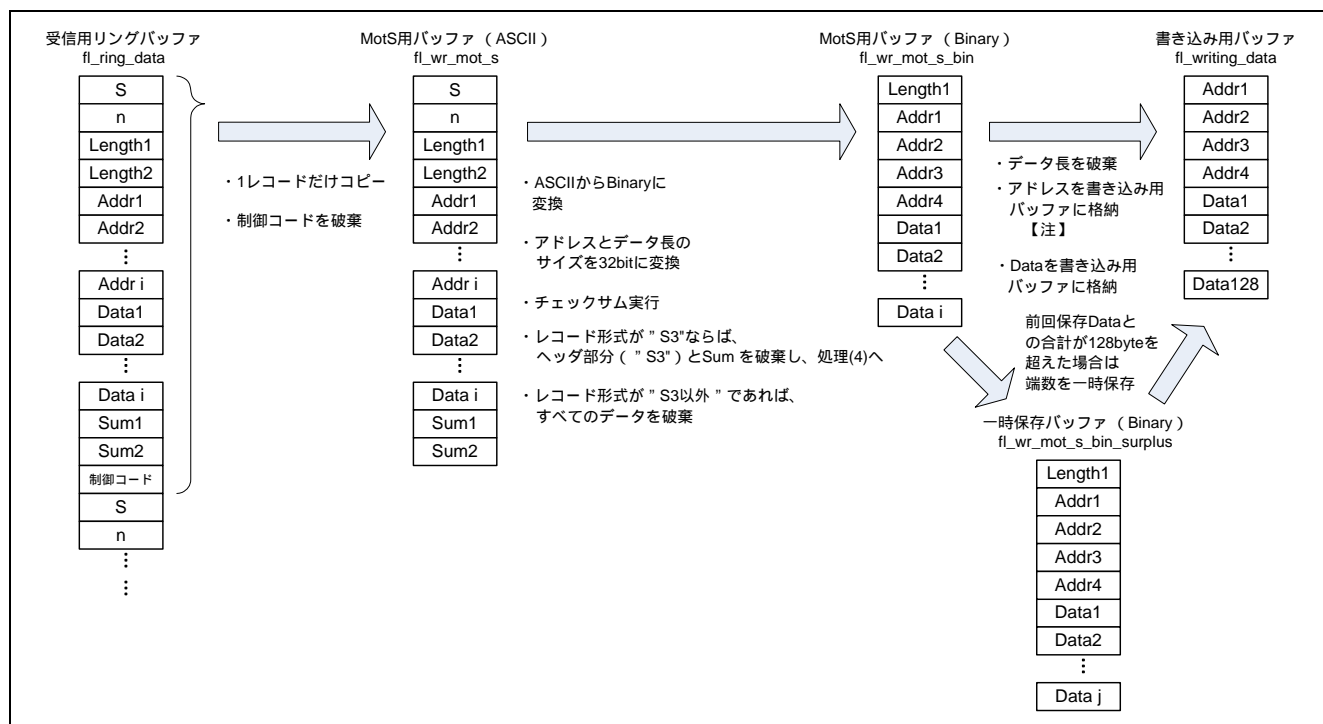 受信用リングバッファ
fl_ring_data
S
n
Length1
Length2
Addr1
Addr2
⋮
Addr i
Data1
Data2
⋮
Data i
Sum1
Sum2
制御コード
S
n
⋮
⋮
・1レコードだけコピー
・制御コードを破棄
MotS用バッファ（ASCII）
fl_wr_mot_s
S
n
Length1
Length2
Addr1
Addr2
⋮
Addr i
Data1
Data2
⋮
Data i
Sum1
Sum2
・ASCIIからBinaryに
変換
・アドレスとデータ長の
サイズを32bitに変換
・チェックサム実行
・レコード形式が ” S3”ならば、
ヘッダ部分（ ” S3”）とSum を破棄し、処理(4)へ
・レコード形式が ” S3以外 ” であれば、
すべてのデータを破棄
MotS用バッファ（Binary）
fl_wr_mot_s_bin
Length1
Addr1
Addr2
Addr3
Addr4
Data1
Data2
⋮
Data i
・データ長を破棄
・アドレスを書き込み用
バッファに格納
【注】
・Dataを書き込み用
バッファに格納
前回保存Dataと
の合計が128byteを
超えた場合は
端数を一時保存
書き込み用バッファ
fl_writing_data
Addr1
Addr2
Addr3
Addr4
Data1
Data2
⋮
Data128
一時保存バッファ（Binary）
fl_wr_mot_s_bin_surplus
Length1
Addr1
Addr2
Addr3
Addr4
Data1
Data2
⋮
Data j